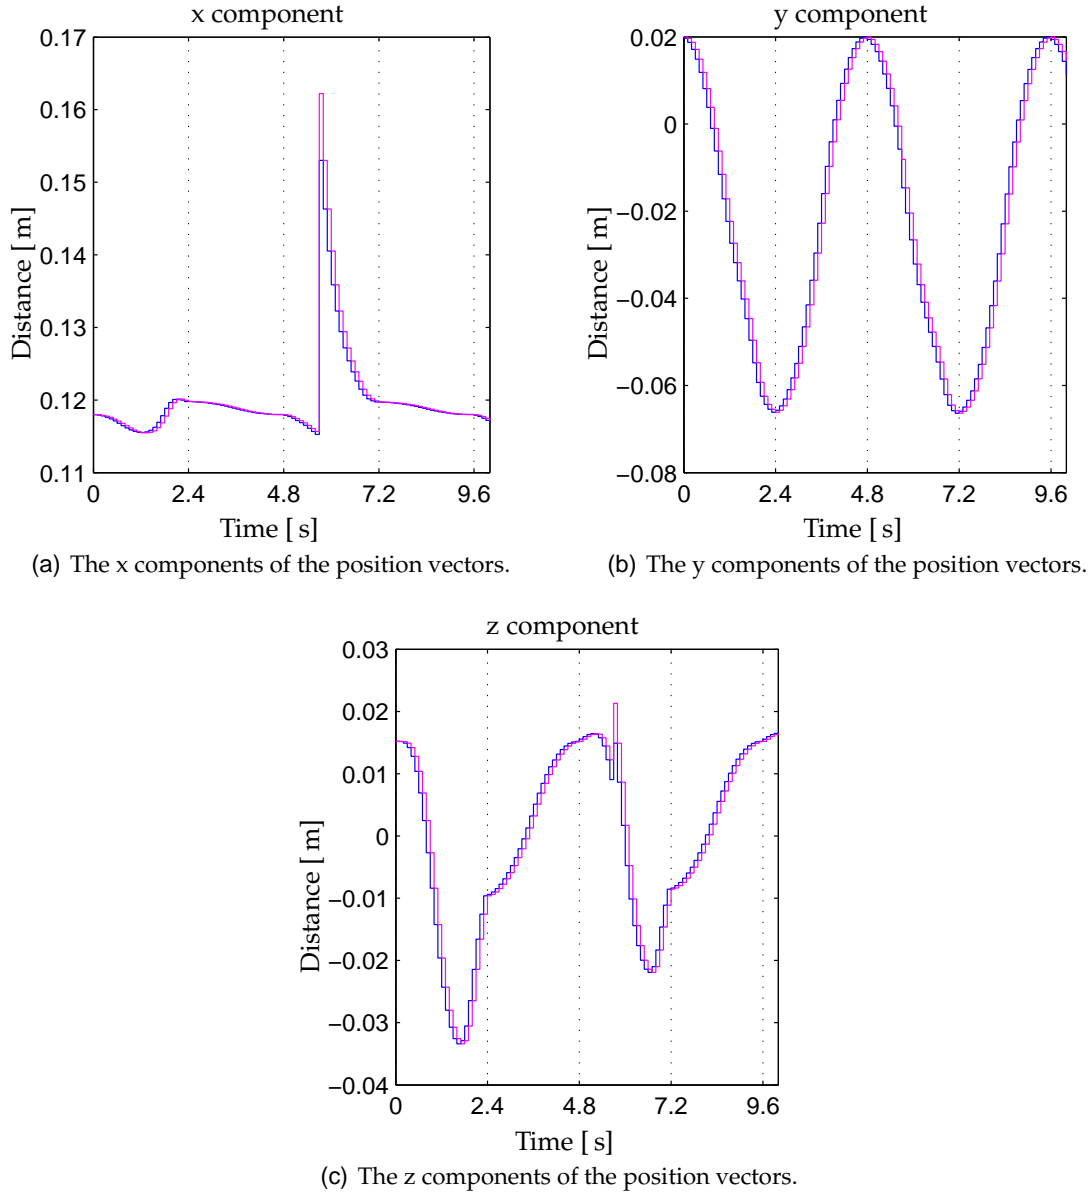 x component
0.17
0.16
0.15
0.14
0.13
0.12
0.11
Distance [ m]
0 2.4 4.8 7.2 9.6
Time [ s]
(a) The x components of the position vectors.
y component
0.02
0
−0.02
−0.04
−0.06
−0.08
Distance [ m]
0 2.4 4.8 7.2 9.6
Time [ s]
(b) The y components of the position vectors.
z component
0.03
0.02
0.01
0
−0.01
−0.02
−0.03
−0.04
Distance [ m]
0 2.4 4.8 7.2 9.6
Time [ s]
(c) The z components of the position vectors.